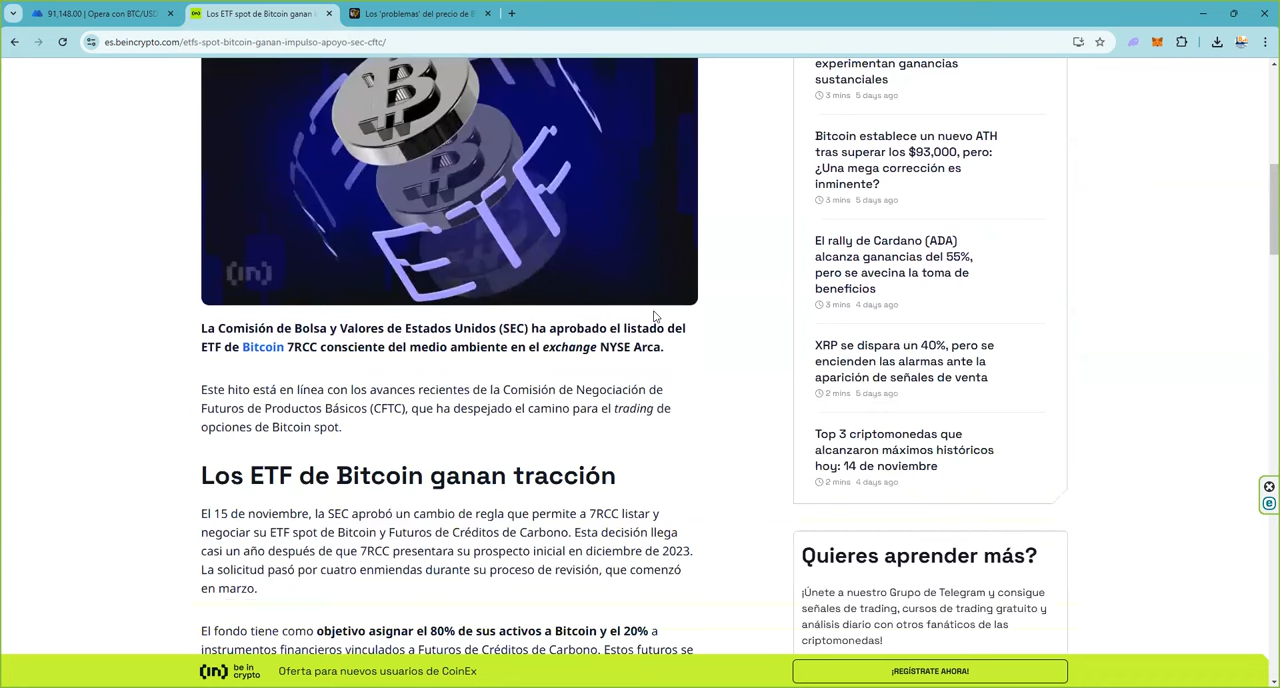 91,148.00 | Opera con BTC/USD
Los ETF spot de Bitcoin ganan i
Los 'problemas' del precio de B
es.beincrypto.com/etfs-spot-bitcoin-ganan-impulso-apoyo-sec-cftc/
B
B
ETF
(in)
La Comisión de Bolsa y Valores de Estados Unidos (SEC) ha aprobado el listado del
ETF de Bitcoin 7RCC consciente del medio ambiente en el exchange NYSE Arca.
Este hito está en línea con los avances recientes de la Comisión de Negociación de
Futuros de Productos Básicos (CFTC), que ha despejado el camino para el trading de
opciones de Bitcoin spot.
Los ETF de Bitcoin ganan tracción
El 15 de noviembre, la SEC aprobó un cambio de regla que permite a 7RCC listar y
negociar su ETF spot de Bitcoin y Futuros de Créditos de Carbono. Esta decisión llega
casi un año después de que 7RCC presentara su prospecto inicial en diciembre de 2023.
La solicitud pasó por cuatro enmiendas durante su proceso de revisión, que comenzó
en marzo.
El fondo tiene como objetivo asignar el 80% de sus activos a Bitcoin y el 20% a
instrumentos financieros vinculados a Futuros de Créditos de Carbono. Estos futuros se
experimentan ganancias
sustanciales
3 mins 5 days ago
Bitcoin establece un nuevo ATH
tras superar los $93,000, pero:
¿Una mega corrección es
inminente?
3 mins 5 days ago
El rally de Cardano (ADA)
alcanza ganancias del 55%,
pero se avecina la toma de
beneficios
3 mins 4 days ago
XRP se dispara un 40%, pero se
encienden las alarmas ante la
aparición de señales de venta
2 mins 5 days ago
Top 3 criptomonedas que
alcanzaron máximos históricos
hoy: 14 de noviembre
2 mins 4 days ago
Quieres aprender más?
¡Únete a nuestro Grupo de Telegram y consigue
señales de trading, cursos de trading gratuito y
análisis diario con otros fanáticos de las
criptomonedas!
(in) be in
crypto
Oferta para nuevos usuarios de CoinEx
¡REGÍSTRATE AHORA!